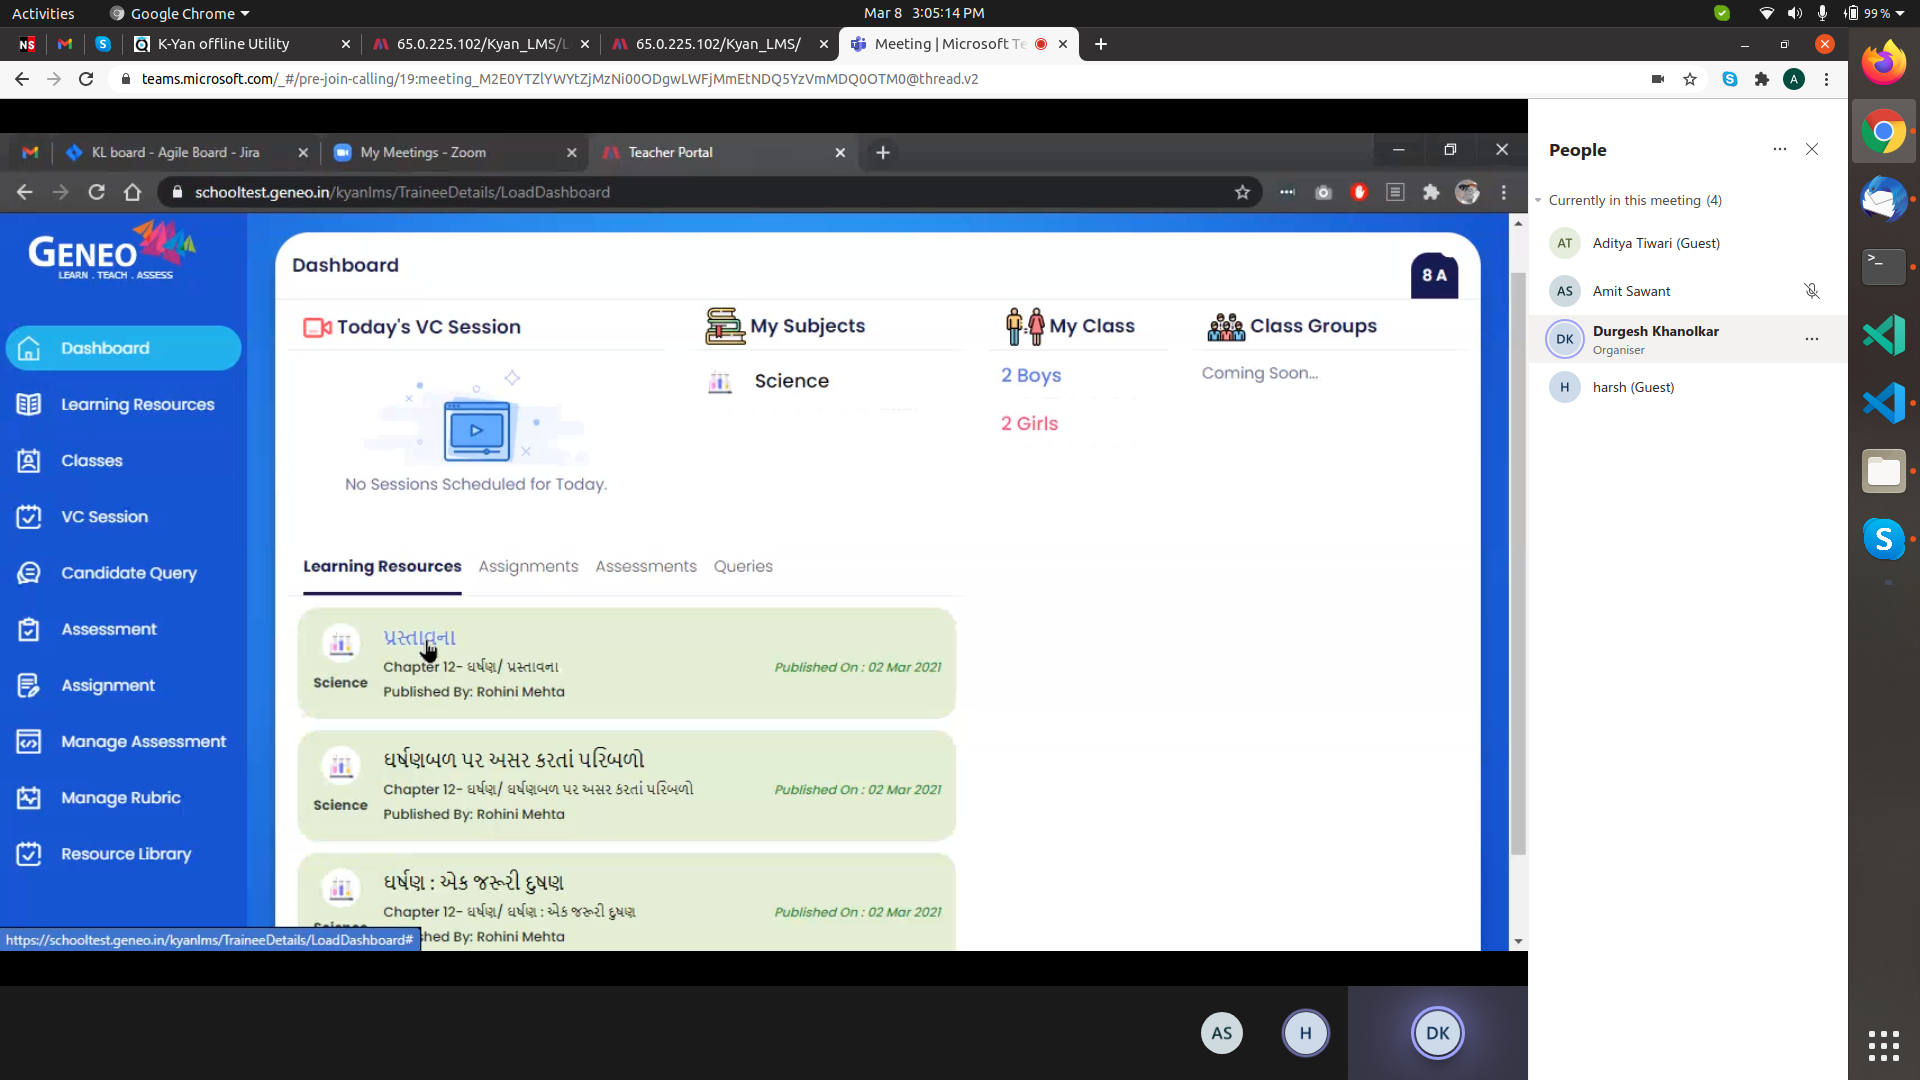 Activities Google Chrome Mar 8 3:05:14 PM 99 %
NS K-Yan offline Utility 65.0.225.102/Kyan_LMS/L 65.0.225.102/Kyan_LMS/ Meeting | Microsoft Te
teams.microsoft.com/_#/pre-join-calling/19:meeting_M2E0YTZlYWYtZjMzNi00ODgwLWFjMmEtNDQ5YzVmMDQ0OTM0@thread.v2 A
KL board - Agile Board - Jira My Meetings - Zoom Teacher Portal
schooltest.geneo.in/kyanlms/TraineeDetails/LoadDashboard
GENEO
LEARN . TEACH . ASSESS
Dashboard
Learning Resources
Classes
VC Session
Candidate Query
Assessment
Assignment
Manage Assessment
Manage Rubric
Resource Library
Dashboard
8 A
Today's VC Session
No Sessions Scheduled for Today.
My Subjects
Science
My Class
2 Boys
2 Girls
Class Groups
Coming Soon...
Learning Resources Assignments Assessments Queries
પ્રસ્તાવના
Chapter 12- ઘર્ષણ/ પ્રસ્તાવના
Science
Published By: Rohini Mehta
Published On : 02 Mar 2021
ઘર્ષણબળ પર અસર કરતાં પરિબળો
Chapter 12- ઘર્ષણ/ ઘર્ષણબળ પર અસર કરતાં પરિબળો
Science
Published By: Rohini Mehta
Published On : 02 Mar 2021
ઘર્ષણ : એક જરૂરી દુષણ
Chapter 12- ઘર્ષણ/ ઘર્ષણ : એક જરૂરી દુષણ
Published On : 02 Mar 2021
shed By: Rohini Mehta
https://schooltest.geneo.in/kyanlms/TraineeDetails/LoadDashboard#
People
Currently in this meeting (4)
AT Aditya Tiwari (Guest)
AS Amit Sawant
DK Durgesh Khanolkar
Organiser
H harsh (Guest)
AS H DK